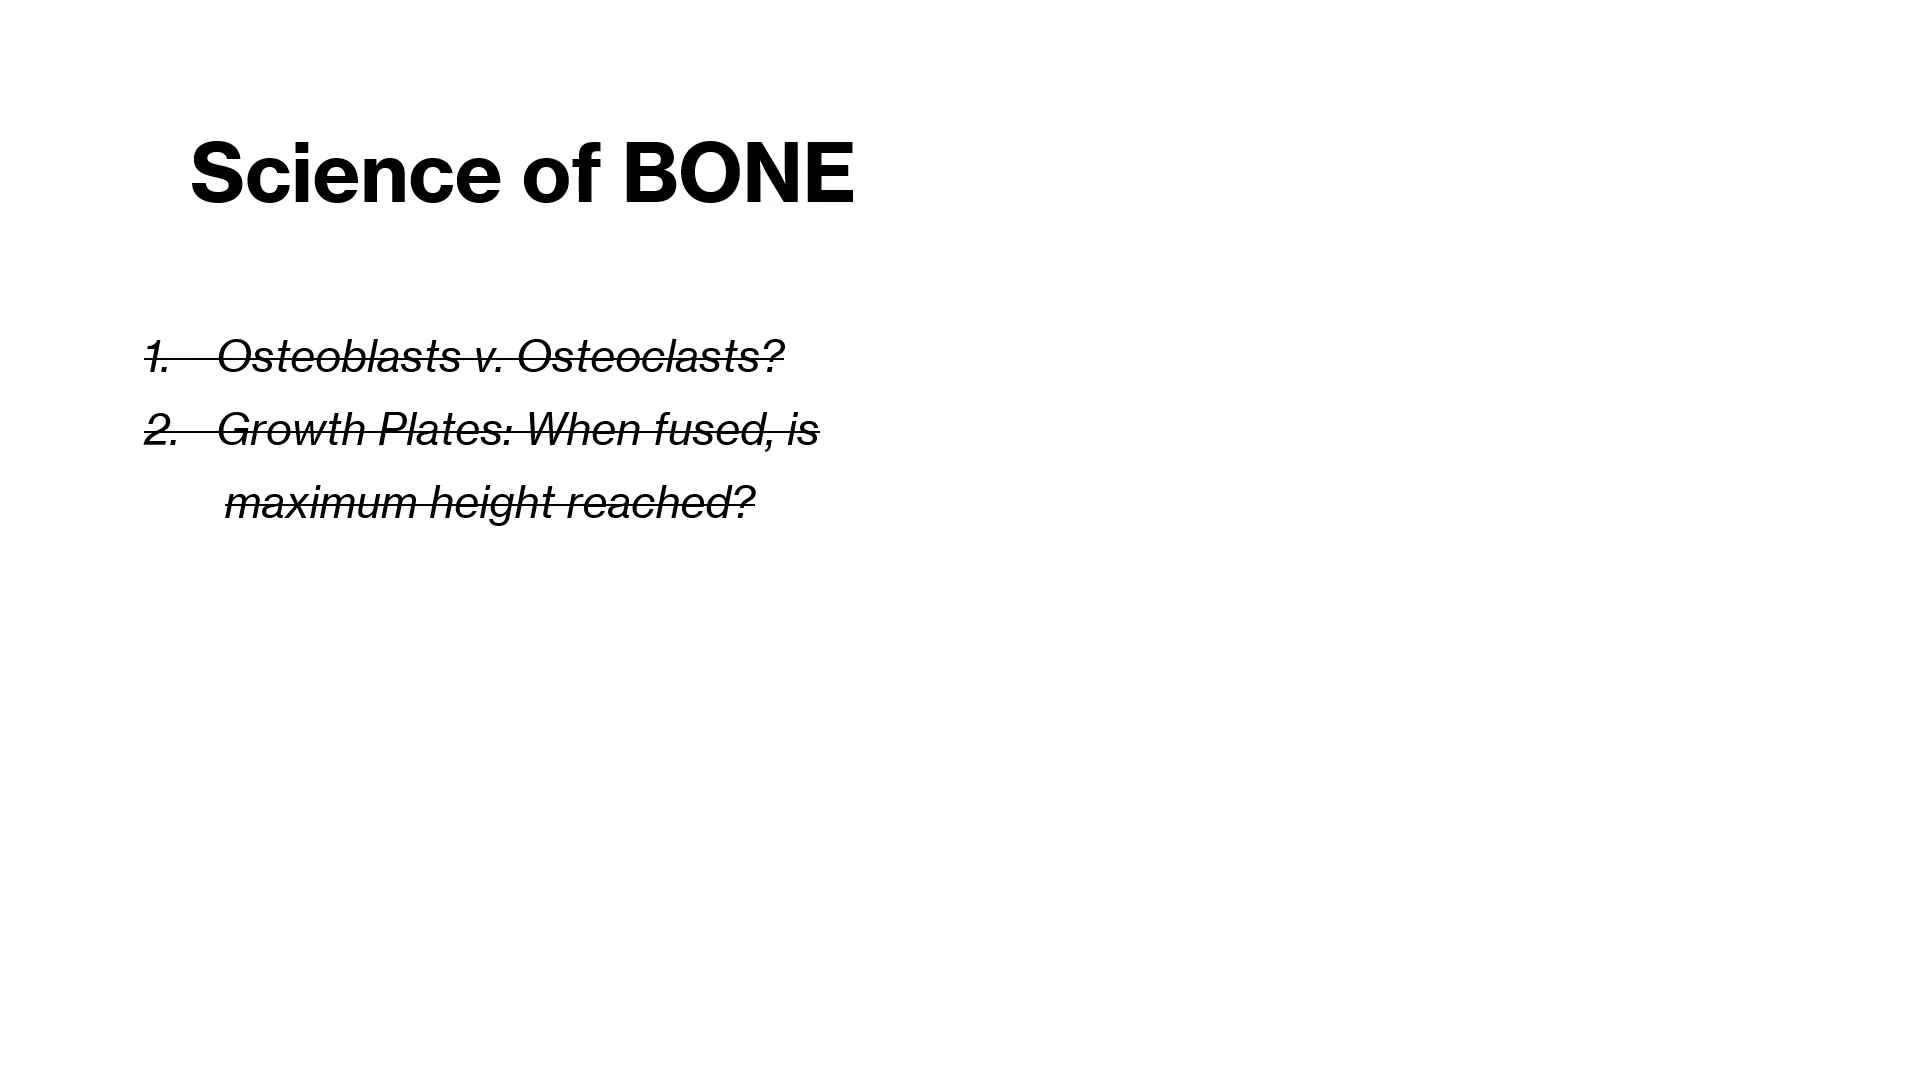 Science of BONE
1. Osteoblasts v. Osteoclasts?
2. Growth Plates: When fused, is
maximum height reached?